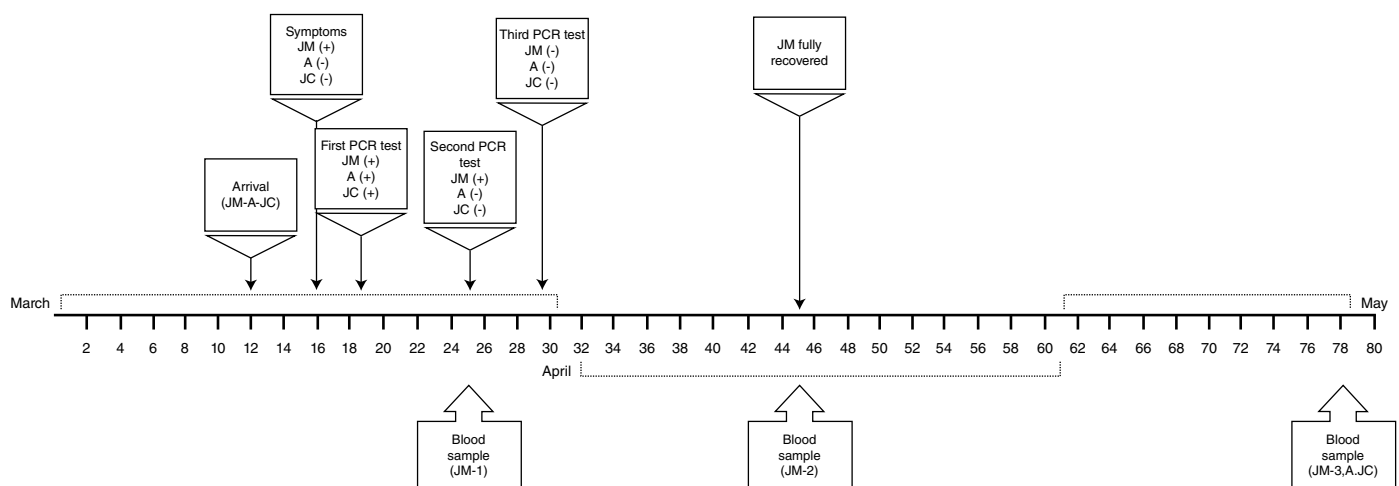 Symptoms
JM (+)
A (-)
JC (-)
Third PCR test
JM (-)
A (-)
JC (-)
JM fully
recovered
First PCR test
JM (+)
A (+)
JC (+)
Second PCR
test
JM (+)
A (-)
JC (-)
Arrival
(JM-A-JC)
March
May
2 4 6 8 10 12 14 16 18 20 22 24 26 28 30 32 34 36 38 40 42 44 46 48 50 52 54 56 58 60 62 64 66 68 70 72 74 76 78 80
April
Blood
sample
(JM-1)
Blood
sample
(JM-2)
Blood
sample
(JM-3,A.JC)